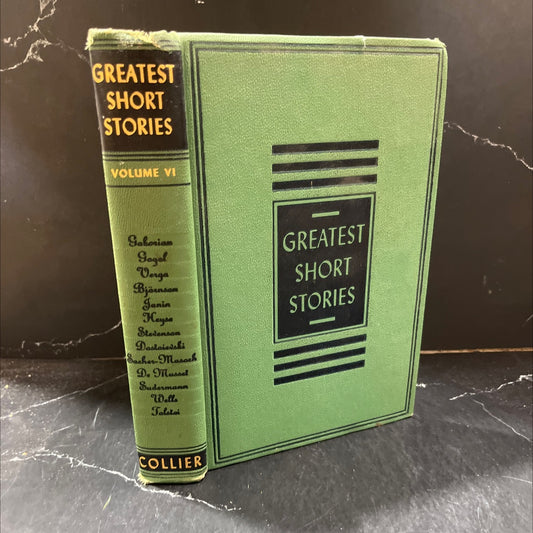 GREATEST
SHORT
STORIES
VOLUME VI
Gaborian
Gogol
Verga
Björnson
Janin
Heyse
Stevenson
Dostoievski
Sacher-Masoch
De Musset
Sudermann
Wells
Tolstoi
COLLIER
GREATEST
SHORT
STORIES